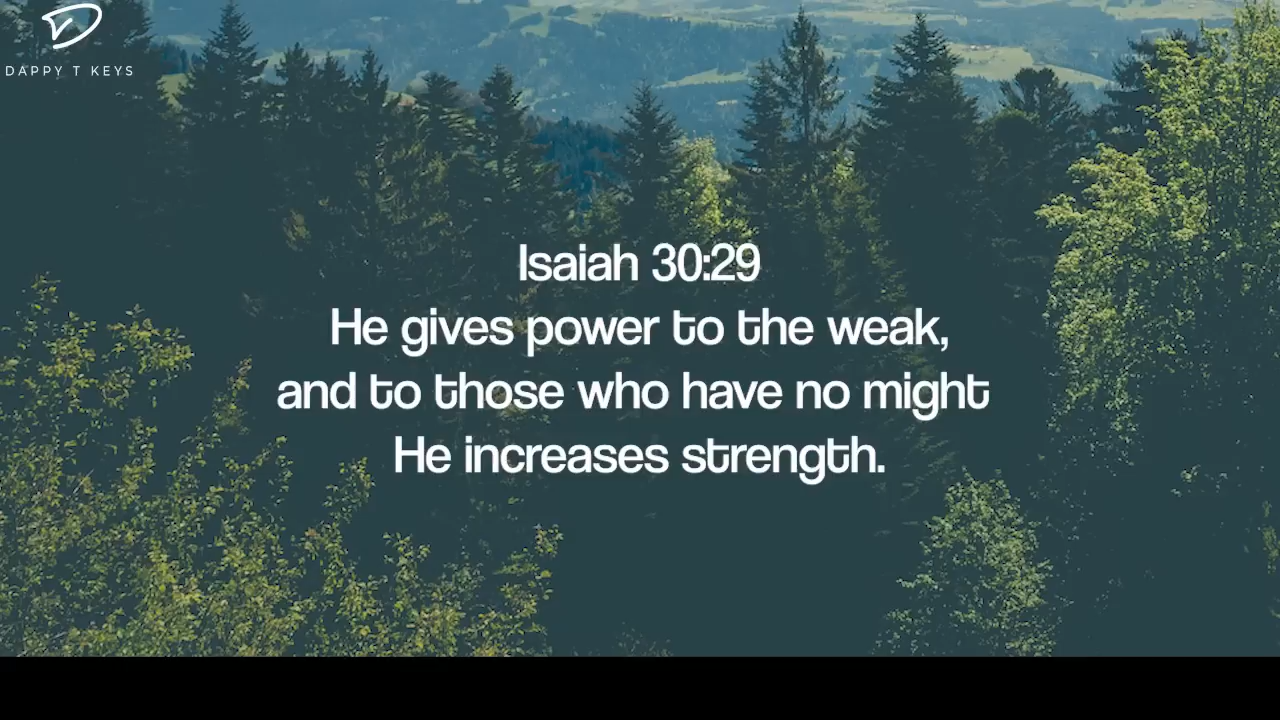 DAPPY T KEYS
Isaiah 30:29
He gives power to the weak,
and to those who have no might
He increases strength.